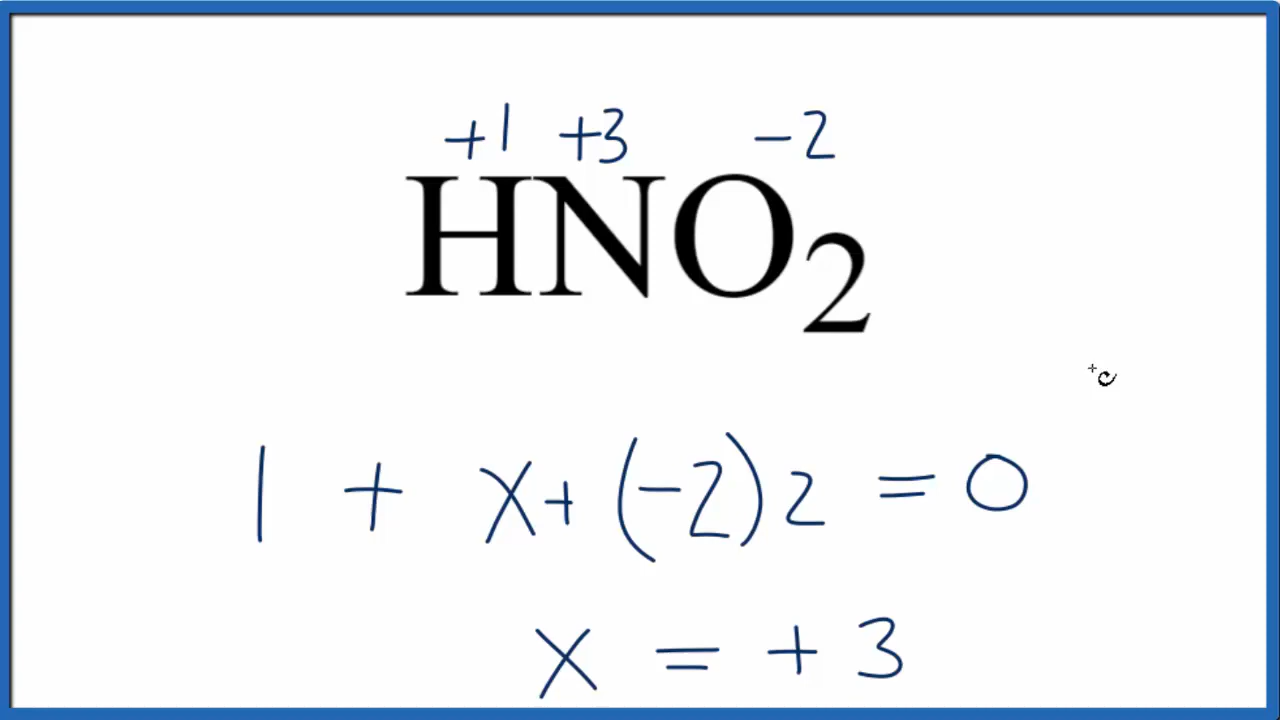 +1 +3 -2
HNO₂
1 + x + (-2) 2 = 0
x = + 3